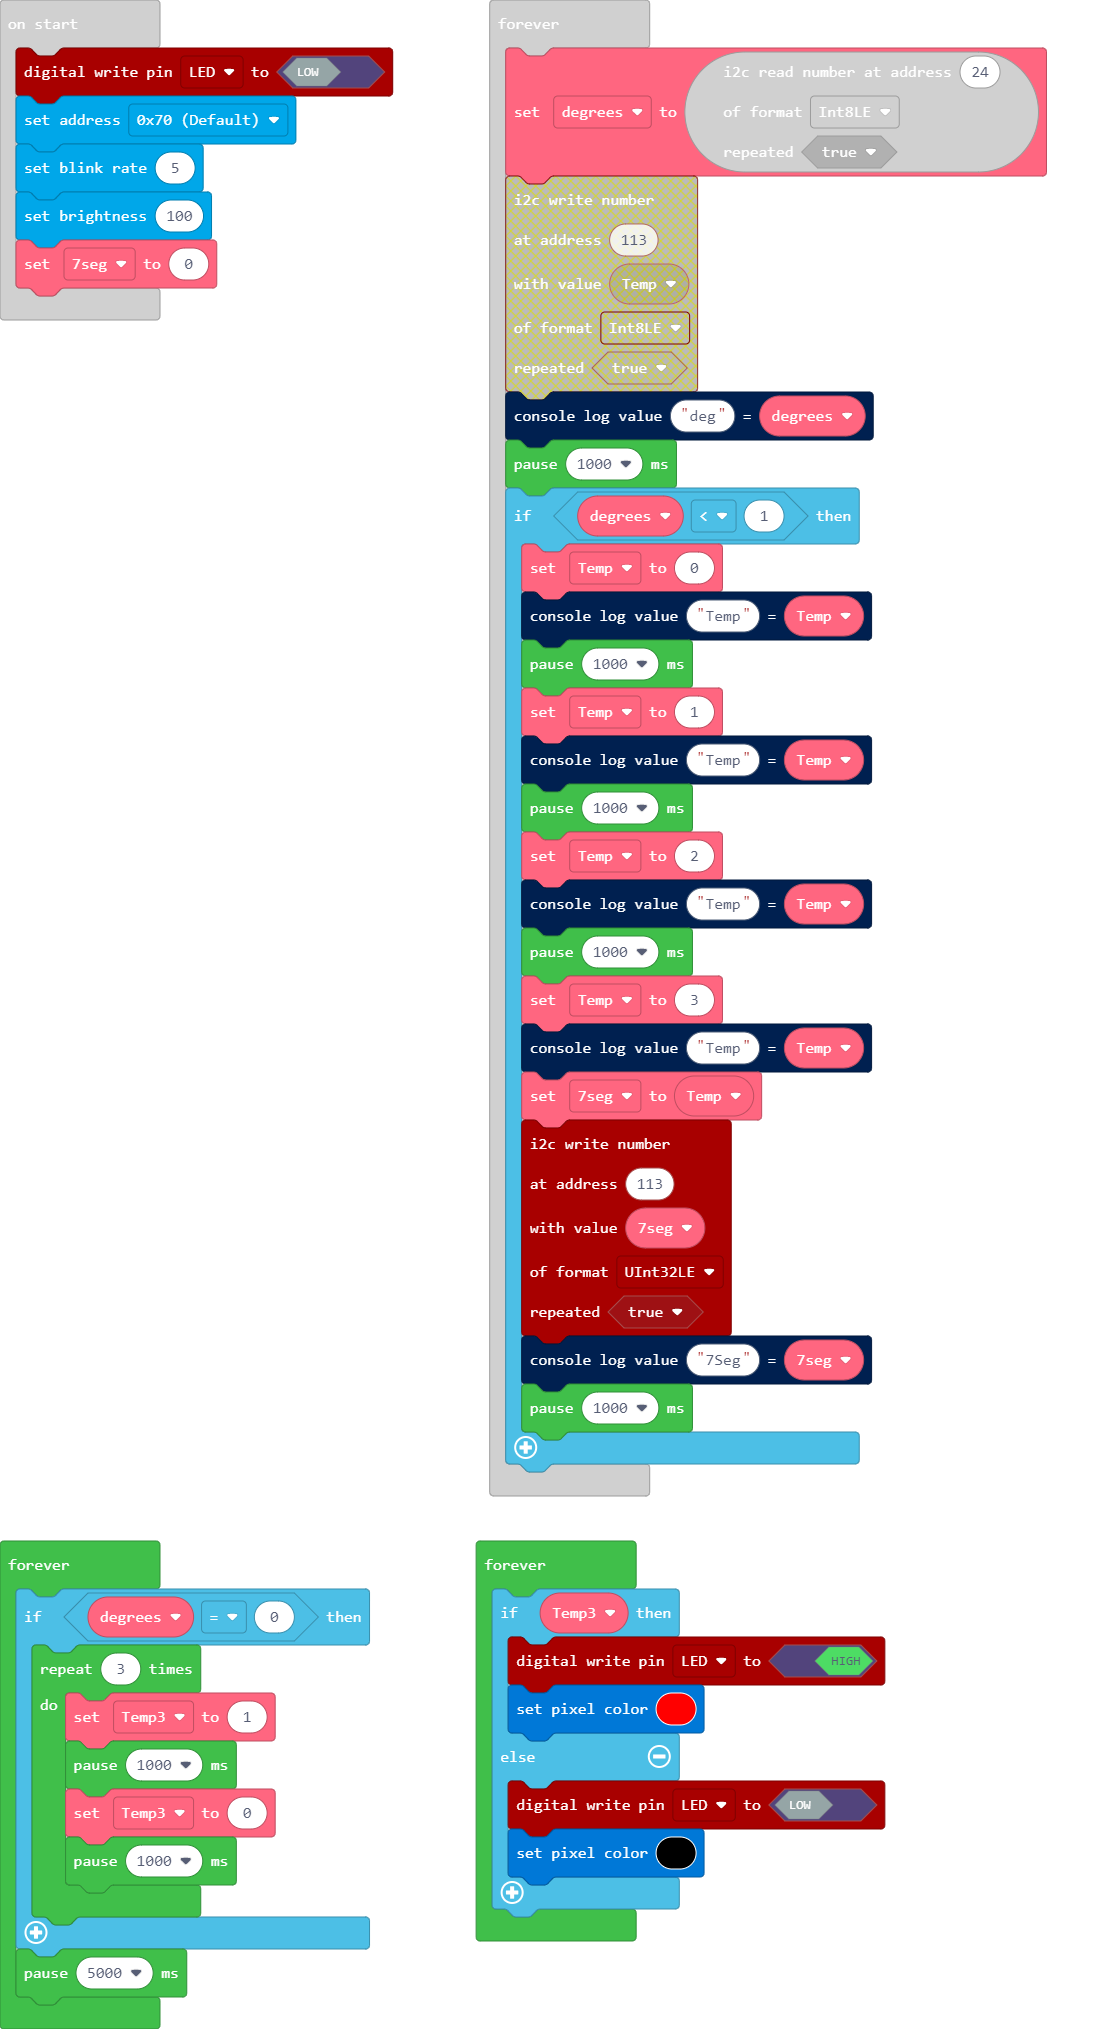 on start
digital write pin LED to LOW
set address 0x70 (Default)
set blink rate 5
set brightness 100
set 7seg to 0
forever
set degrees to i2c read number at address 24
of format Int8LE
repeated true
i2c write number
at address 113
with value Temp
of format Int8LE
repeated true
console log value "deg" = degrees
pause 1000 ms
if degrees < 1 then
set Temp to 0
console log value "Temp" = Temp
pause 1000 ms
set Temp to 1
console log value "Temp" = Temp
pause 1000 ms
set Temp to 2
console log value "Temp" = Temp
pause 1000 ms
set Temp to 3
console log value "Temp" = Temp
set 7seg to Temp
i2c write number
at address 113
with value 7seg
of format UInt32LE
repeated true
console log value "7Seg" = 7seg
pause 1000 ms
forever
if degrees = 0 then
repeat 3 times
do
set Temp3 to 1
pause 1000 ms
set Temp3 to 0
pause 1000 ms
pause 5000 ms
forever
if Temp3 then
digital write pin LED to HIGH
set pixel color
else
digital write pin LED to LOW
set pixel color